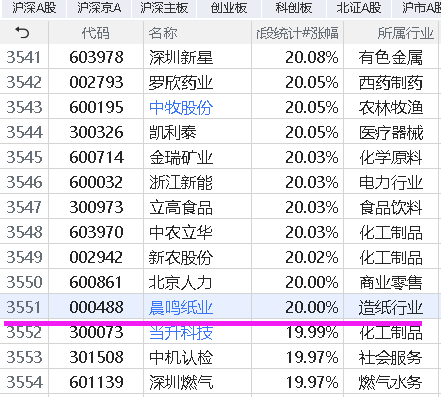 沪深A股 沪深京A 沪深主板 创业板 科创板 北证A股 沪市A股
代码 名称 段统计#涨幅 所属行业
3541 603978 深圳新星 20.08% 有色金属
3542 002793 罗欣药业 20.05% 西药制药
3543 600195 中牧股份 20.05% 农林牧渔
3544 300326 凯利泰 20.05% 医疗器械
3545 600714 金瑞矿业 20.03% 化学原料
3546 600032 浙江新能 20.03% 电力行业
3547 300973 立高食品 20.03% 食品饮料
3548 603970 中农立华 20.03% 化工制品
3549 002942 新农股份 20.02% 化工制品
3550 600861 北京人力 20.00% 商业零售
3551 000488 晨鸣纸业 20.00% 造纸行业
3552 300073 当升科技 19.99% 化工制品
3553 301508 中机认检 19.97% 社会服务
3554 601139 深圳燃气 19.97% 燃气水务